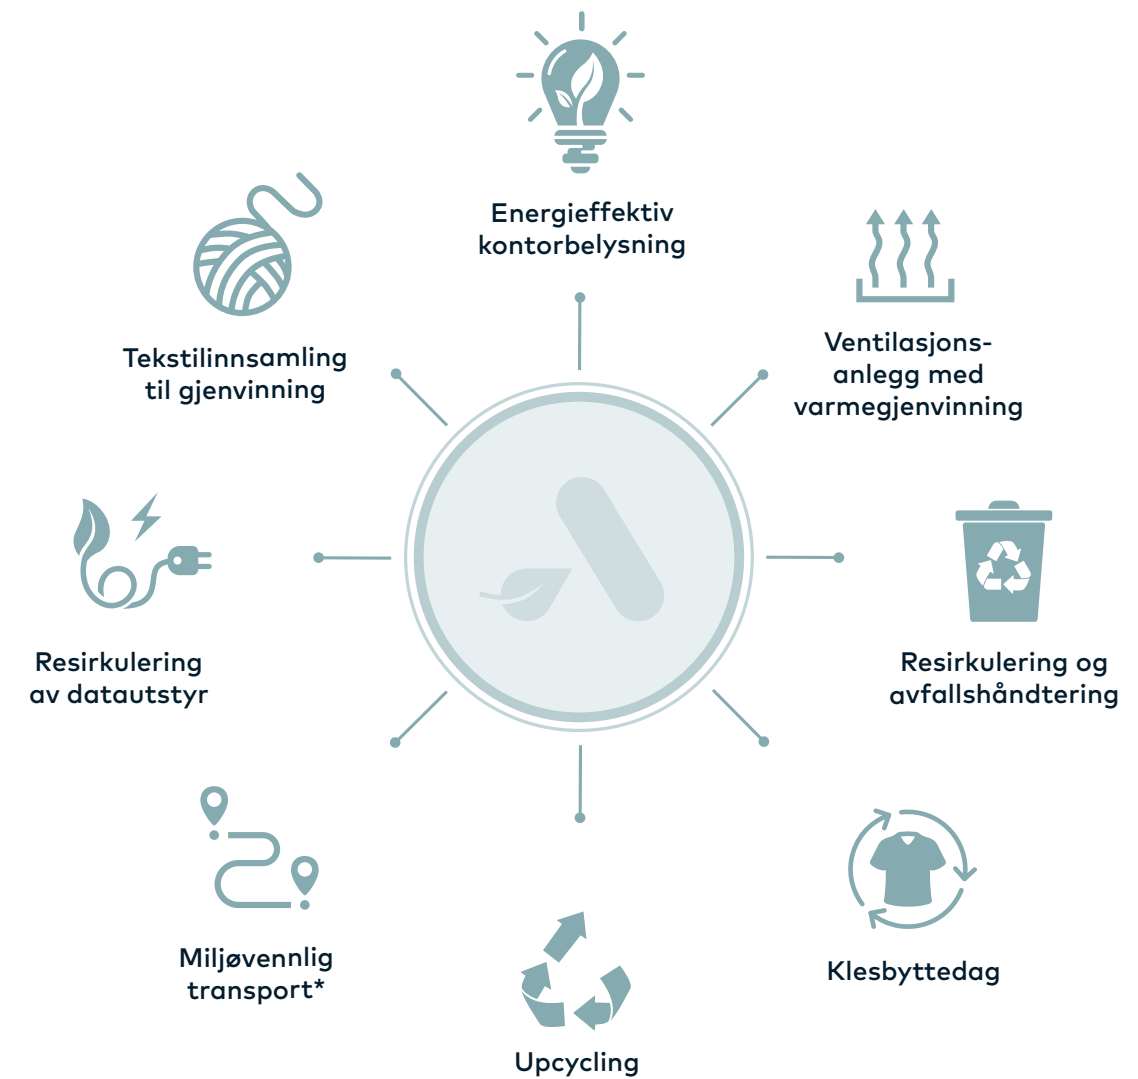 Energieffektiv
kontorbelysning
Tekstilinnsamling
til gjenvinning
Ventilasjons-
anlegg med
varmegjenvinning
Resirkulering
av datautstyr
Resirkulering og
avfallshåndtering
Miljøvennlig
transport*
Klesbyttedag
Upcycling